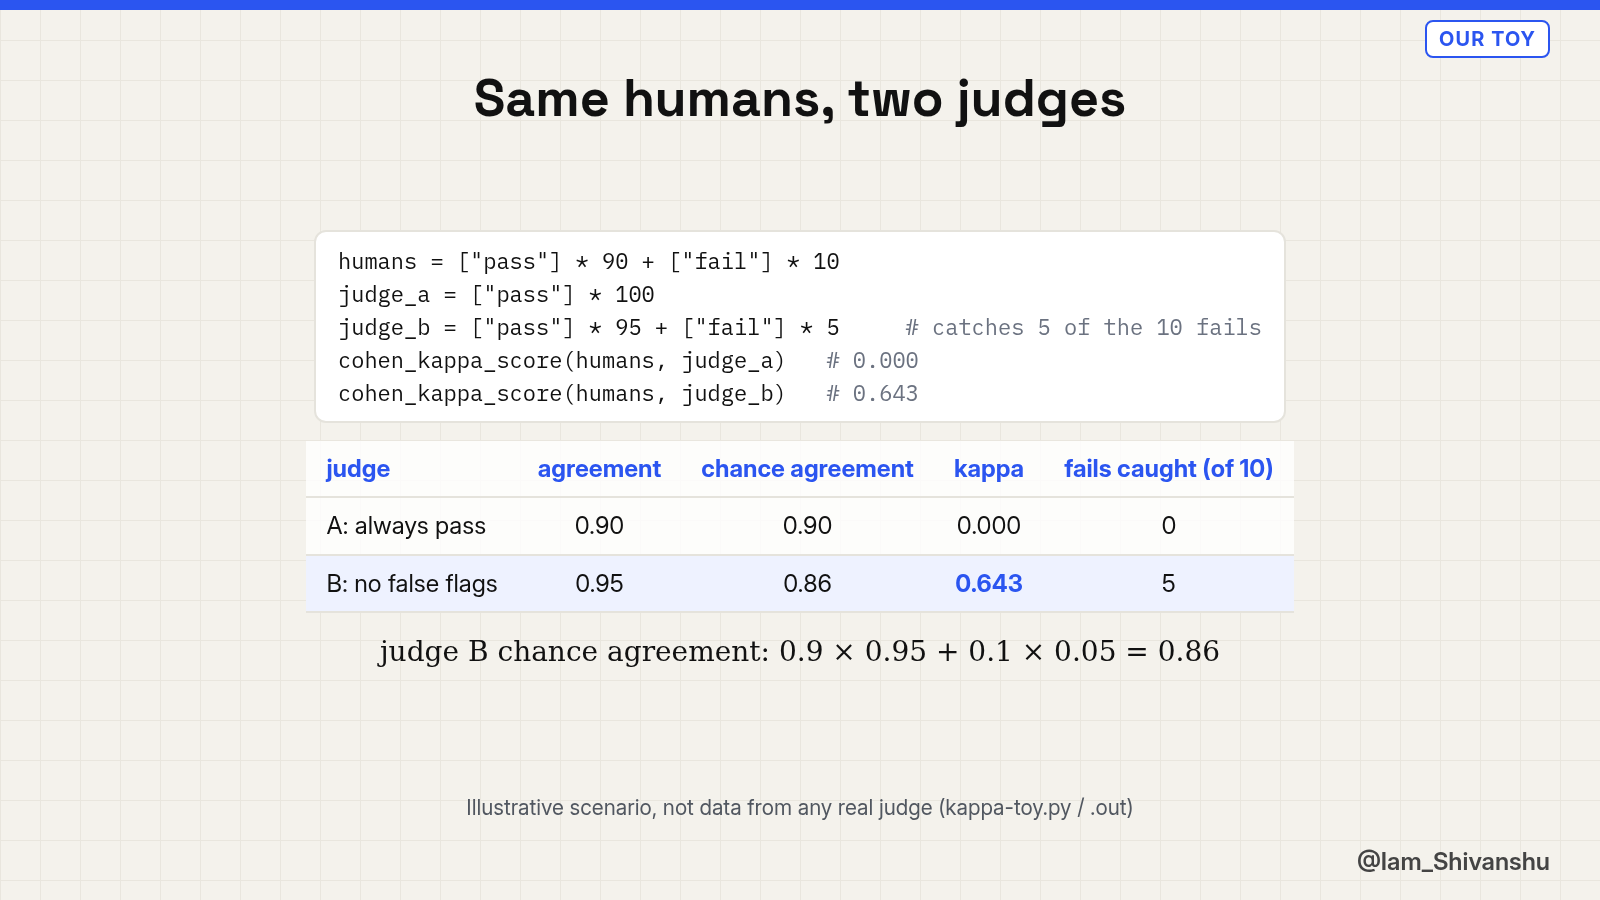 OUR TOY
Same humans, two judges
humans = ["pass"] * 90 + ["fail"] * 10
judge_a = ["pass"] * 100
judge_b = ["pass"] * 95 + ["fail"] * 5     # catches 5 of the 10 fails
cohen_kappa_score(humans, judge_a)   # 0.000
cohen_kappa_score(humans, judge_b)   # 0.643
judge agreement chance agreement kappa fails caught (of 10)
A: always pass 0.90 0.90 0.000 0
B: no false flags 0.95 0.86 0.643 5
judge B chance agreement: 0.9 × 0.95 + 0.1 × 0.05 = 0.86
Illustrative scenario, not data from any real judge (kappa-toy.py / .out)
@Iam_Shivanshu